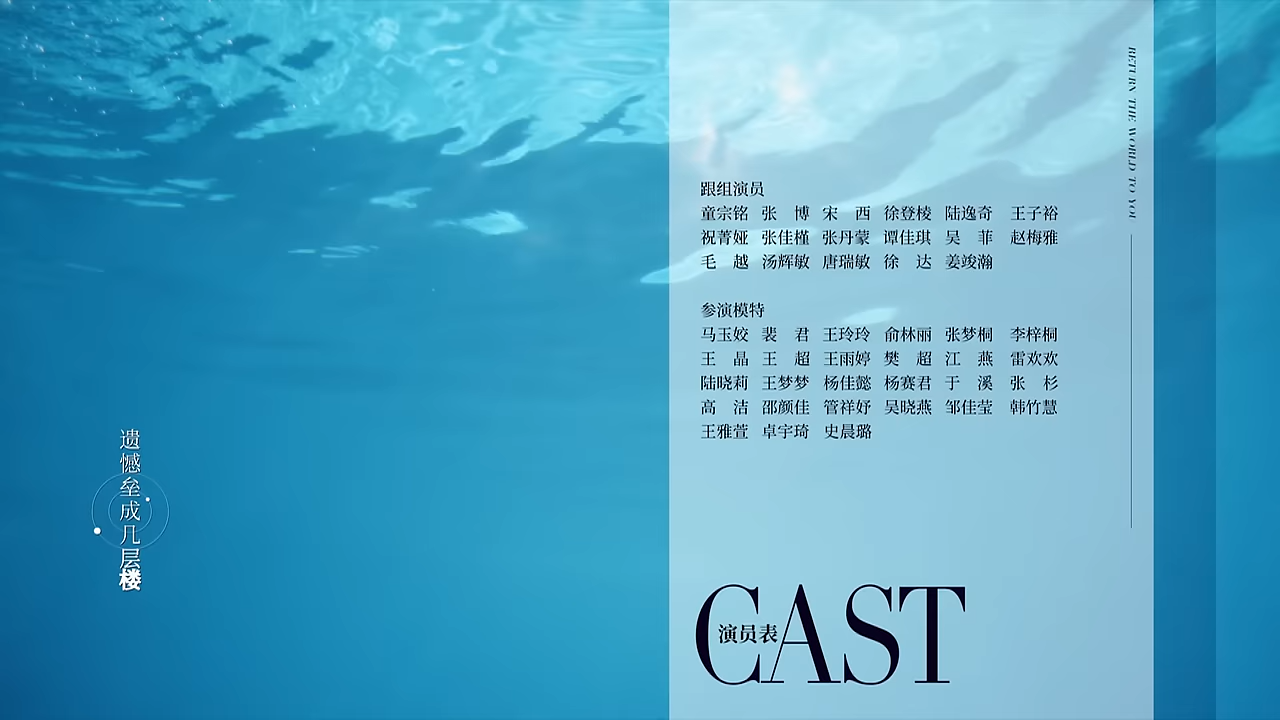 遗憾垒成几层楼
跟组演员
童宗铭 张 博 宋 西 徐登棱 陆逸奇 王子裕
祝菁娅 张佳槿 张丹蒙 谭佳琪 吴 菲 赵梅雅
毛 越 汤辉敏 唐瑞敏 徐 达 姜竣瀚
参演模特
马玉姣 裴 君 王玲玲 俞林丽 张梦桐 李梓桐
王 晶 王 超 王雨婷 樊 超 江 燕 雷欢欢
陆晓莉 王梦梦 杨佳懿 杨赛君 于 溪 张 杉
高 洁 邵颜佳 管祥妤 吴晓燕 邹佳莹 韩竹慧
王雅萱 卓宇琦 史晨璐
CAST
演员表
RETURN THE WORLD TO YOU